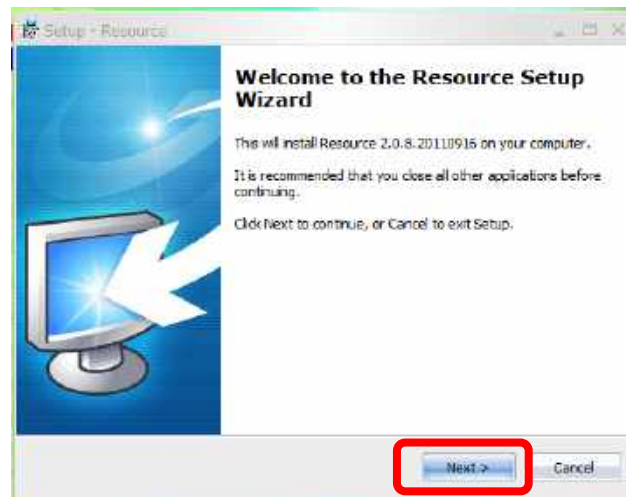 Setup - Resource
Welcome to the Resource Setup
Wizard
This will install Resource 2.0.8.20110916 on your computer.
It is recommended that you close all other applications before
continuing.
Click Next to continue, or Cancel to exit Setup.
Next >
Cancel